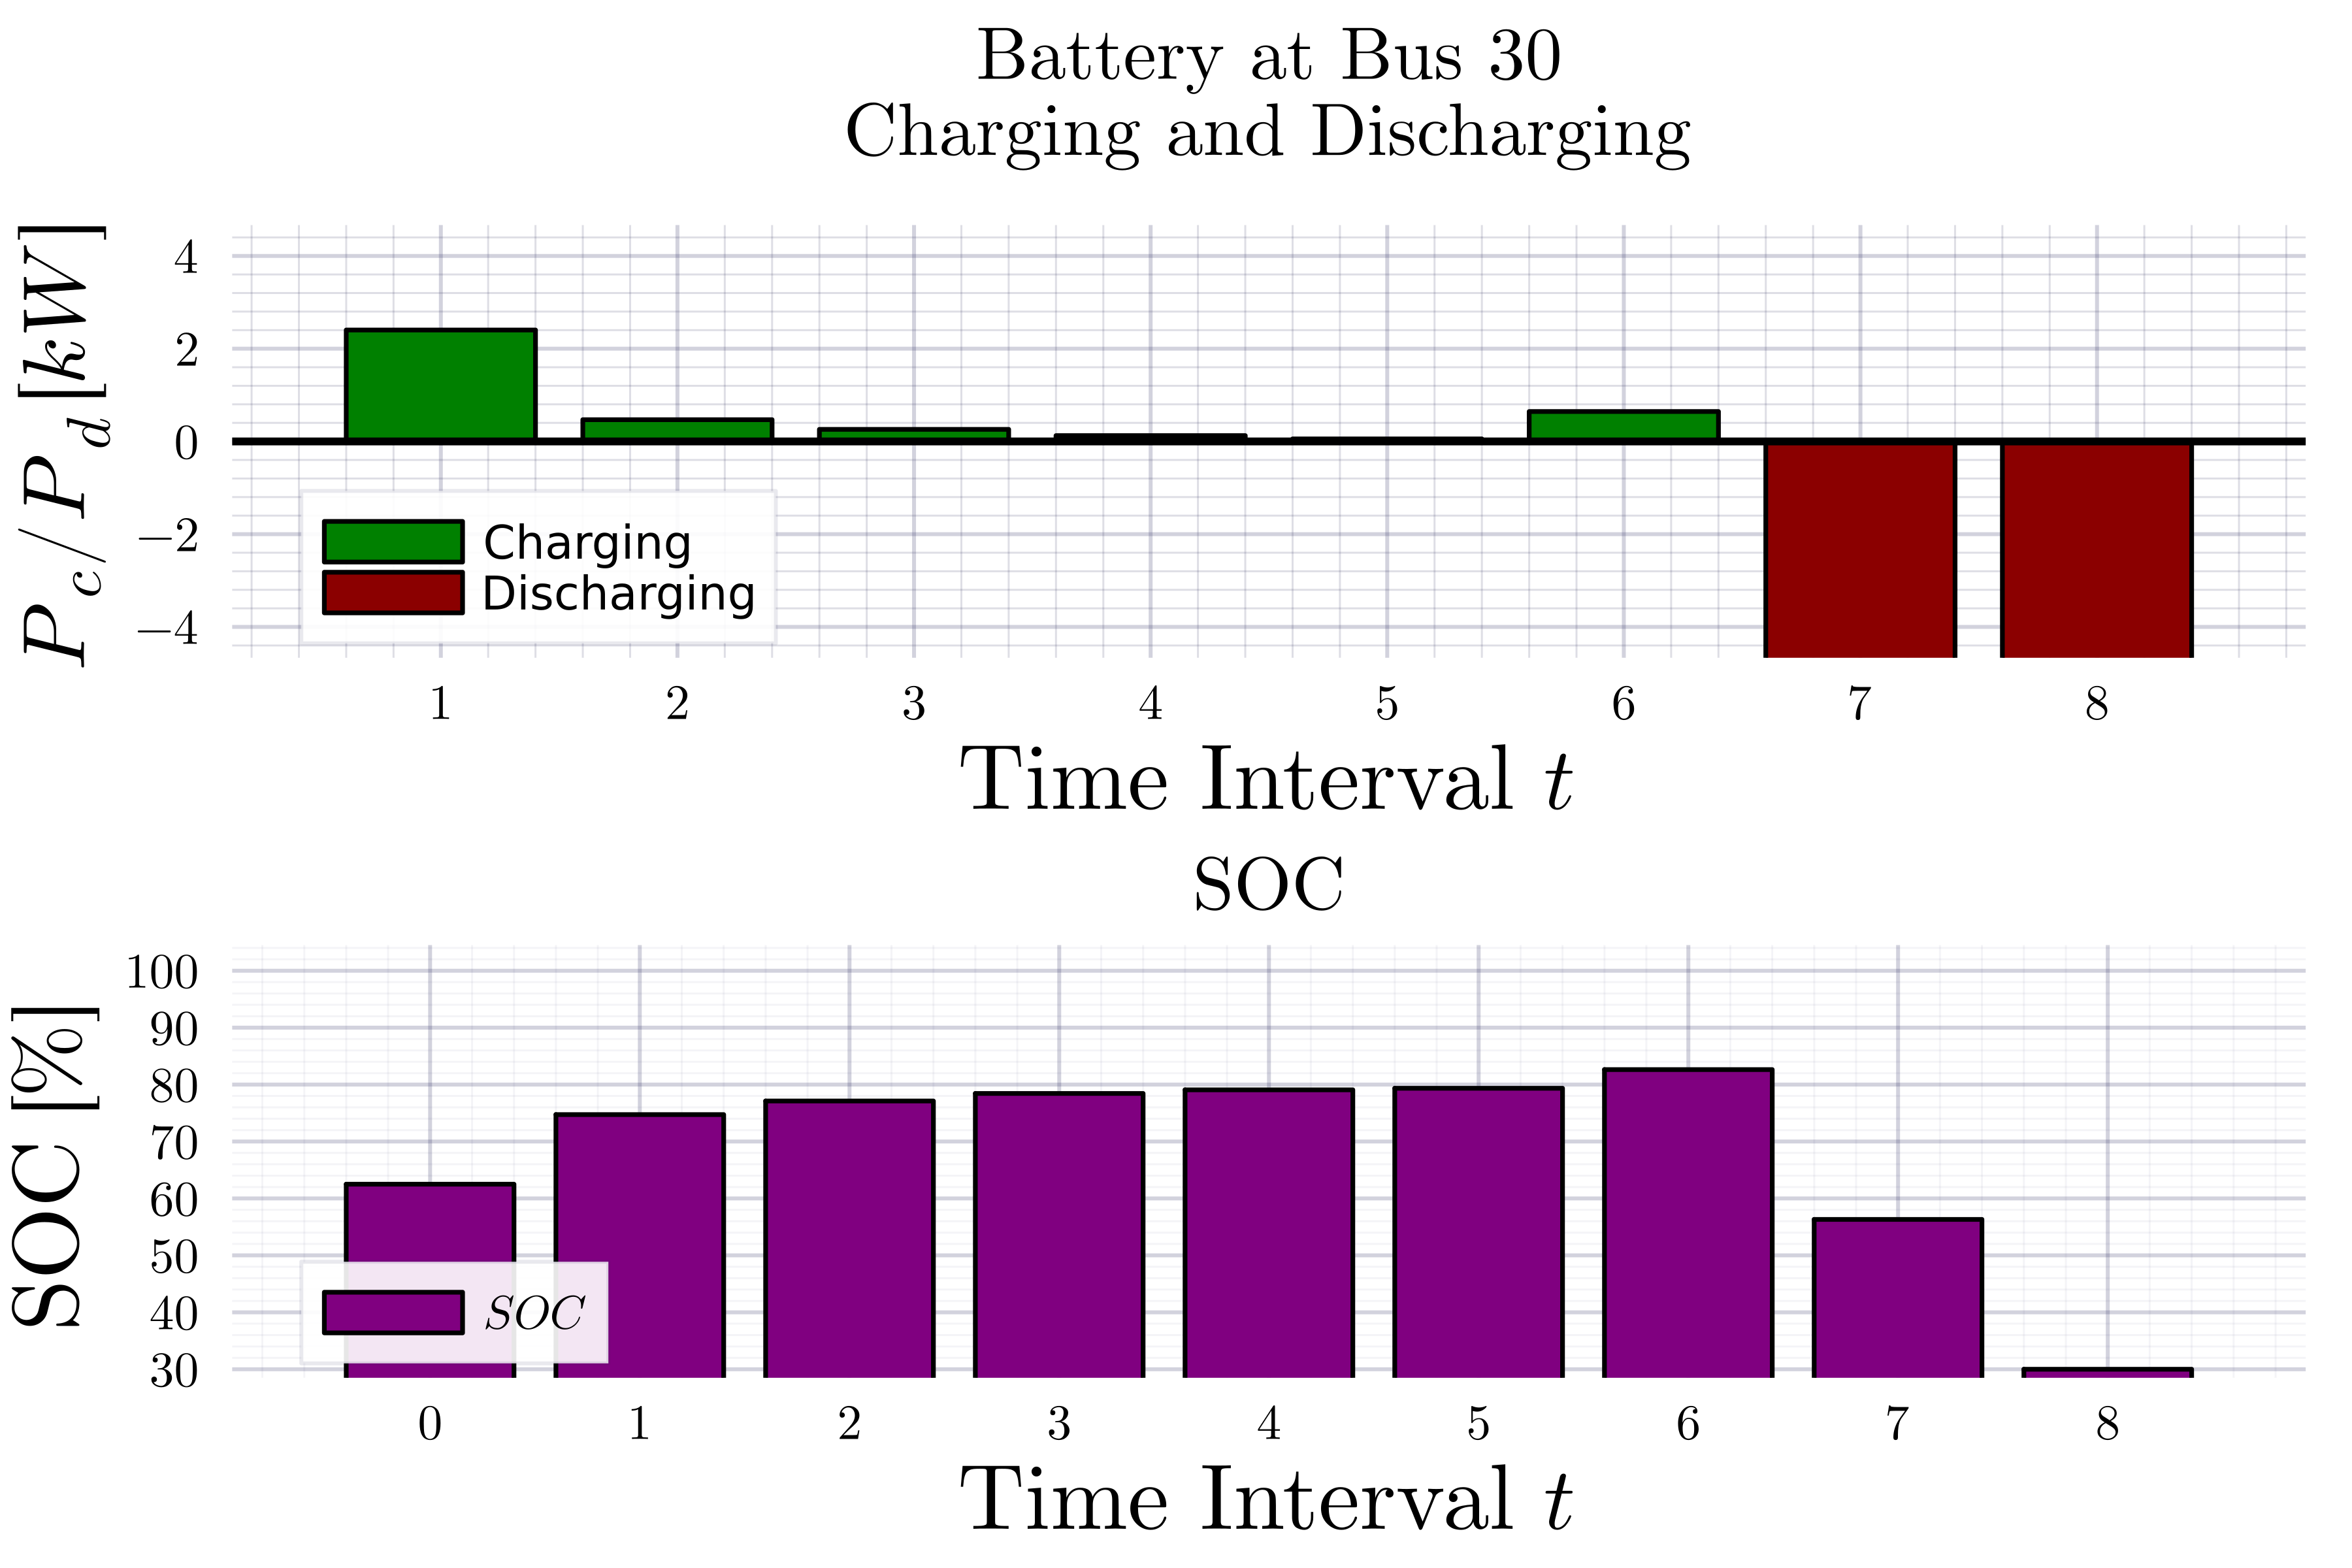 Battery at Bus 30
Charging and Discharging
P_c/P_d [kW]
4
2
0
−2
−4
Charging
Discharging
1 2 3 4 5 6 7 8
Time Interval t
SOC
SOC [%]
100
90
80
70
60
50
40
30
SOC
0 1 2 3 4 5 6 7 8
Time Interval t